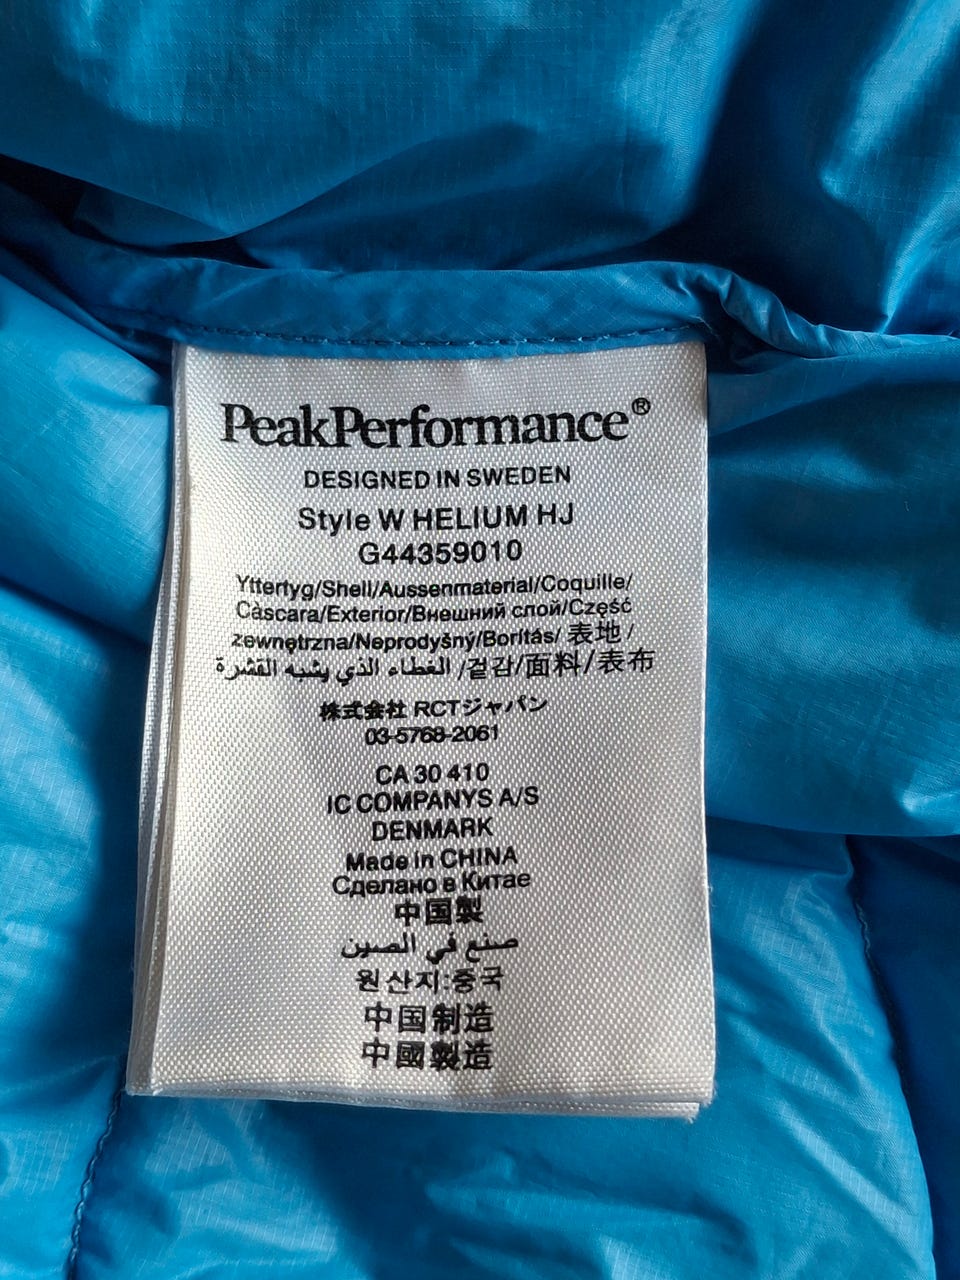 PeakPerformance®
DESIGNED IN SWEDEN
Style W HELIUM HJ
G44359010
Yttertyg/Shell/Aussenmaterial/Coquille/
Càscara/Exterior/Внешний слой/Część
zewnętrzna/Neprodyšný/Borítás/ 表地 /
الغطاء الذي يشبه القشرة /겉감/面料/表布
株式会社 RCTジャパン
03-5768-2061
CA 30 410
IC COMPANYS A/S
DENMARK
Made in CHINA
Сделано в Китае
中国製
صنع في الصين
원산지:중국
中国制造
中國製造